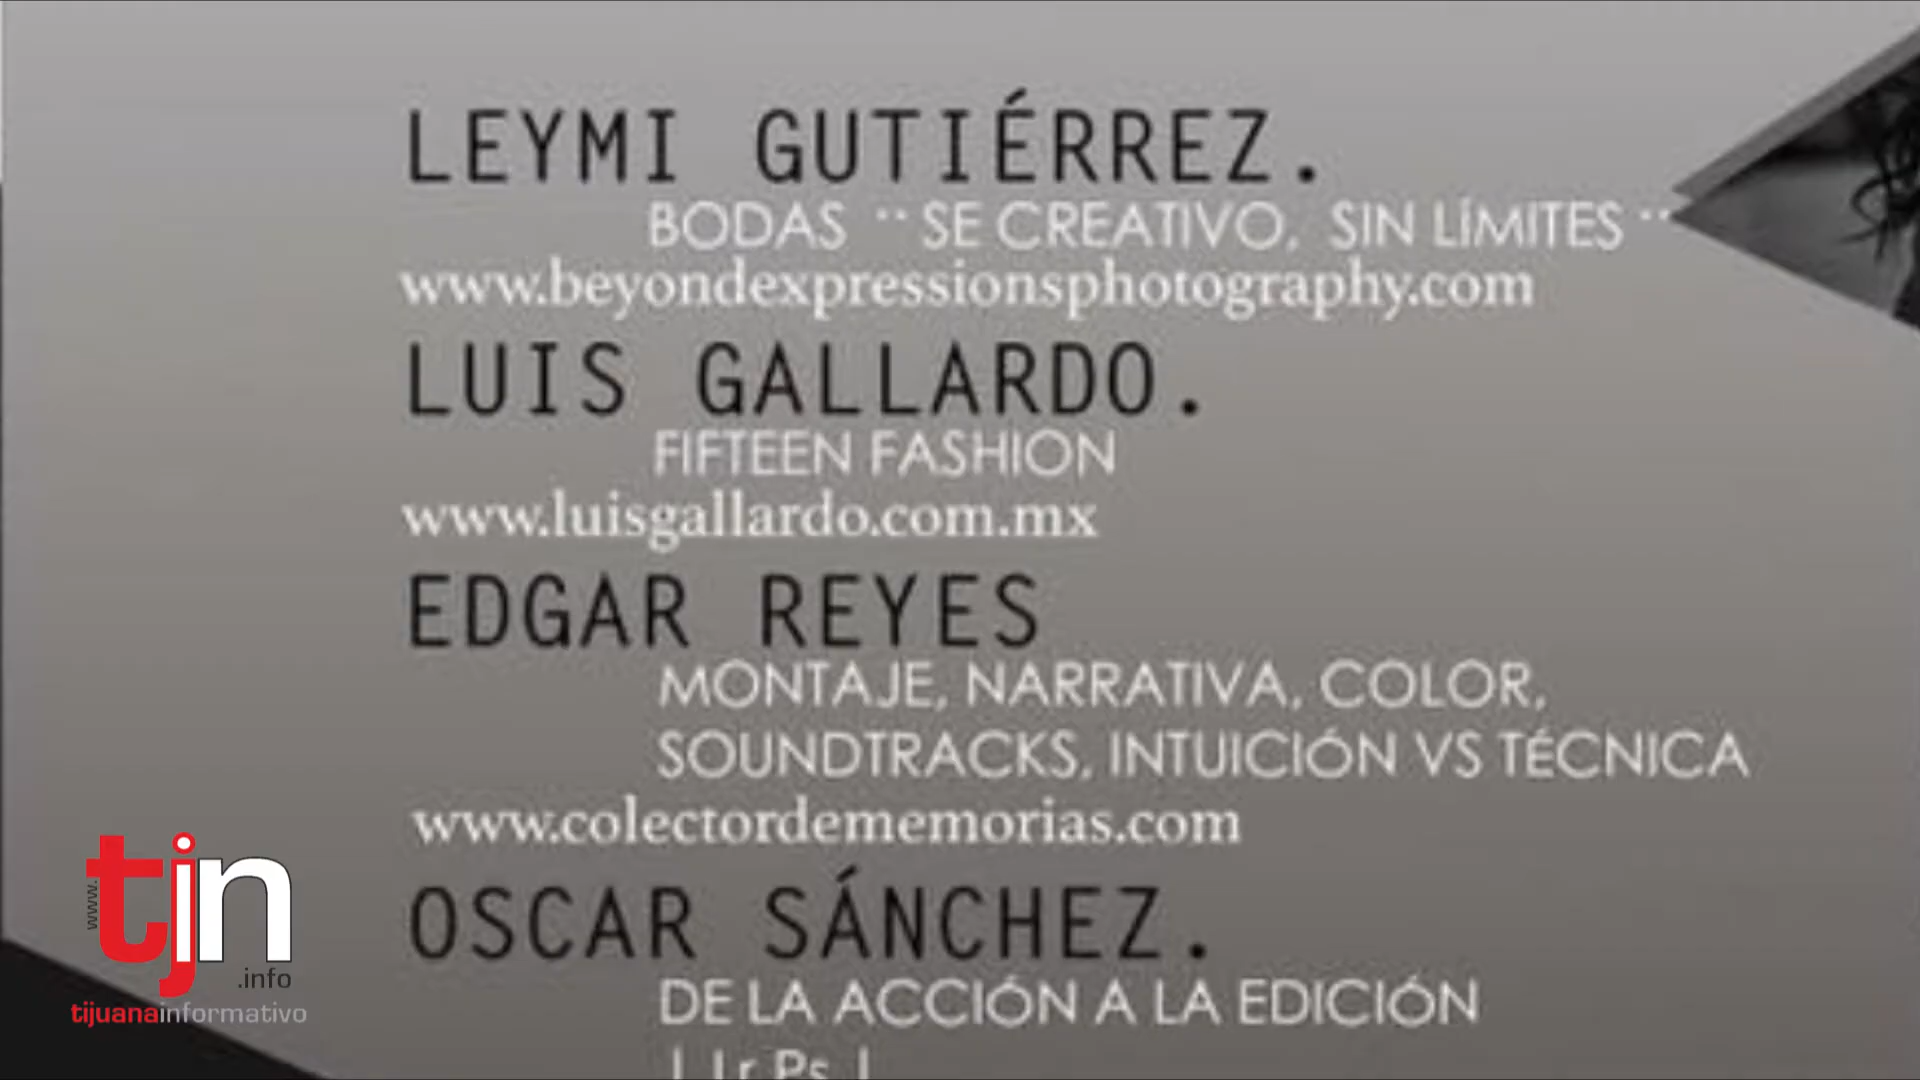 LEYMI GUTIÉRREZ.
BODAS ¨ SE CREATIVO, SIN LÍMITES ¨
www.beyondexpressionsphotography.com
LUIS GALLARDO.
FIFTEEN FASHION
www.luisgallardo.com.mx
EDGAR REYES
MONTAJE, NARRATIVA, COLOR,
SOUNDTRACKS, INTUICIÓN VS TÉCNICA
www.colectordememorias.com
OSCAR SÁNCHEZ.
DE LA ACCIÓN A LA EDICIÓN
| Lr Ps |
www.tjn
.info
tijuanainformativo